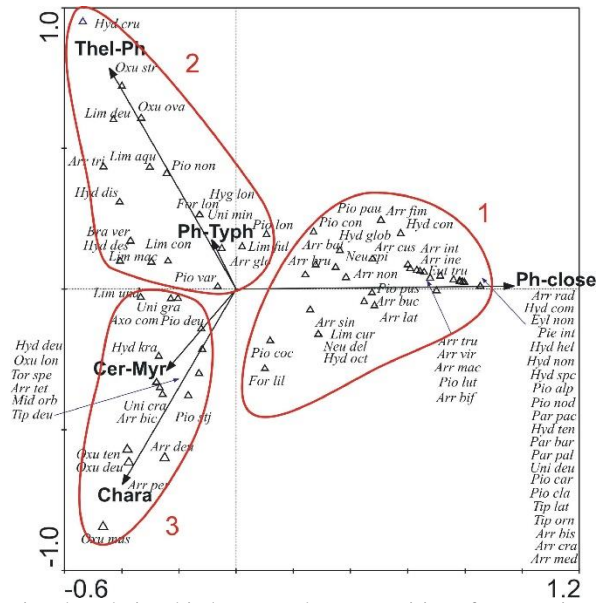 1.0
Hyd cru
Thel-Ph
2
Oxu str
Lim deu
Oxu ova
Arr tri
Lim aqu
Pio non
Hyd dis
For lon
Hyg lon
Uni min
Bra ver
Ph-Typh
Pio lon
Hyd des
Lim mac
Lim con
Arr glo
Lim ful
Pio var
Pio pau
Arr fim
1
Pio con
Hyd con
Hyd glob
Arr bai
Arr cus
Arr int
Neu spi
Arr ine
Arr non
Fut tru
Ph-close
Pio pus
Arr buc
Arr lat
Arr sin
Lim cur
Neu del
Hyd oct
Pio coc
For lil
Arr tru
Arr vir
Arr mac
Pio lut
Arr bif
Arr rad
Hyd com
Eyl non
Pie int
Hyd hel
Hyd non
Hyd spc
Pio alp
Pio nod
Par pac
Hyd ten
Par bar
Par pal
Uni deu
Pio car
Pio cla
Tip lat
Tip orn
Arr bis
Arr cra
Arr med
Lim und
Uni gra
Axo com
Pio deu
Hyd kra
Cer-Myr
Hyd deu
Oxu lon
Tor spe
Arr tet
Mid orb
Tip deu
Uni cra
Arr bic
Pio stj
Oxu ten
Oxu deu
Arr deu
Chara
Arr per
Oxu mas
3
-1.0
-0.6
1.2